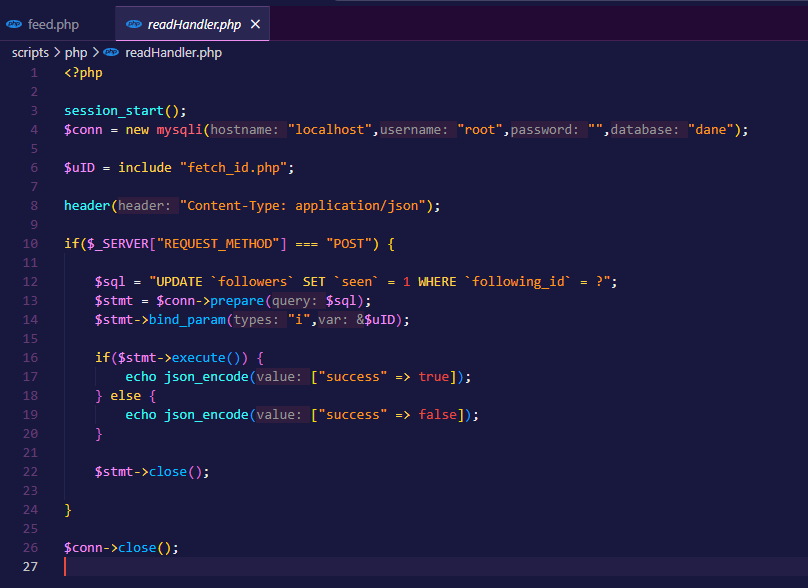 php feed.php php readHandler.php ×
scripts > php > php readHandler.php
1 <?php
2
3 session_start();
4 $conn = new mysqli(hostname: "localhost",username: "root",password: "",database: "dane");
5
6 $uID = include "fetch_id.php";
7
8 header(header: "Content-Type: application/json");
9
10 if($_SERVER["REQUEST_METHOD"] === "POST") {
11
12 $sql = "UPDATE `followers` SET `seen` = 1 WHERE `following_id` = ?";
13 $stmt = $conn->prepare(query: $sql);
14 $stmt->bind_param(types: "i",var: &$uID);
15
16 if($stmt->execute()) {
17 echo json_encode(value: ["success" => true]);
18 } else {
19 echo json_encode(value: ["success" => false]);
20 }
21
22 $stmt->close();
23
24 }
25
26 $conn->close();
27